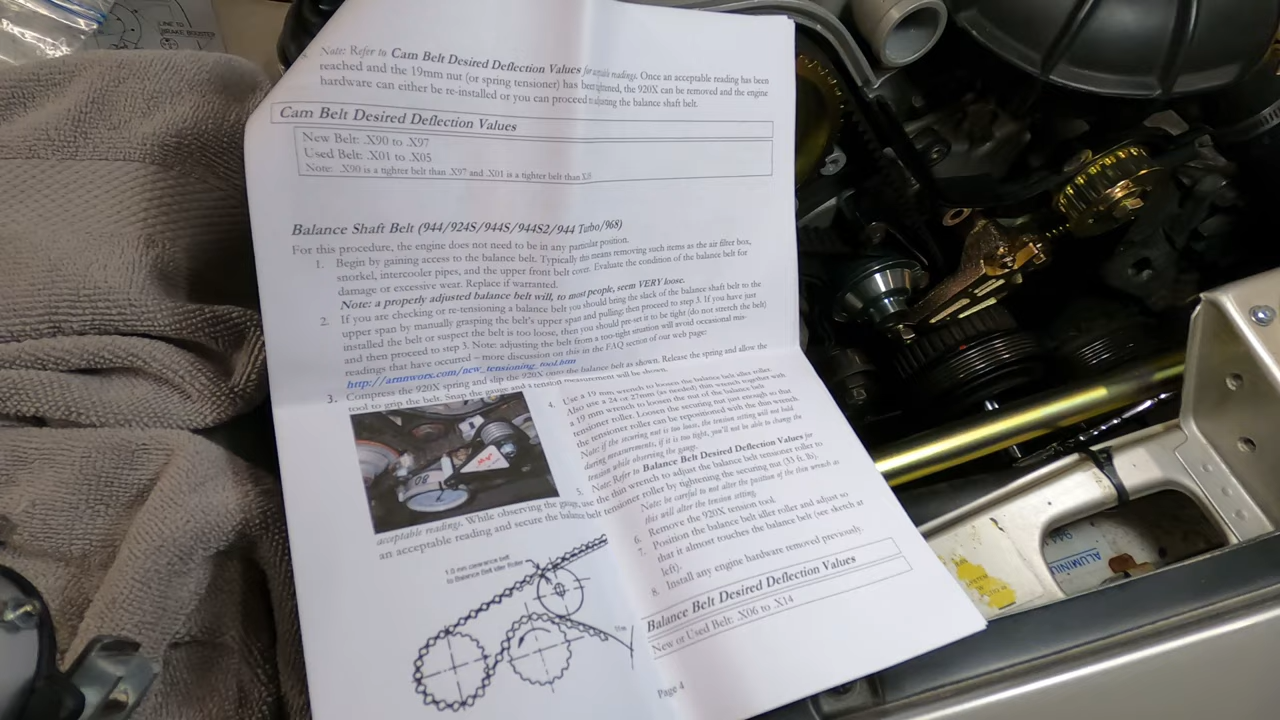 LINE TO
BRAKE BOOSTER
Note: Refer to Cam Belt Desired Deflection Values for acceptable readings. Once an acceptable reading has been
reached and the 19mm nut (or spring tensioner) has been tightened, the 920X can be removed and the engine
hardware can either be re-installed or you can proceed to adjusting the balance shaft belt.
Cam Belt Desired Deflection Values
New Belt: .X90 to .X97
Used Belt: .X01 to .X05
Note: .X90 is a tighter belt than .X97 and .X01 is a tighter belt than .X05
Balance Shaft Belt (944/924S/944S/944S2/944 Turbo/968)
For this procedure, the engine does not need to be in any particular position.
1. Begin by gaining access to the balance belt. Typically this means removing such items as the air filter box,
snorkel, intercooler pipes, and the upper front belt cover. Evaluate the condition of the balance belt for
damage or excessive wear. Replace if warranted.
Note: a properly adjusted balance belt will, to most people, seem VERY loose.
2. If you are checking or re-tensioning a balance belt you should bring the slack of the balance shaft belt to the
upper span by manually grasping the belt's upper span and pulling; then proceed to step 3. If you have just
installed the belt or suspect the belt is too loose, then you should pre-set it to be tight (do not stretch the belt)
and then proceed to step 3. Note: adjusting the belt from a too-tight situation will avoid occasional mis-
readings that have occurred – more discussion on this in the FAQ section of our web page:
http://arnnworx.com/new_tensioning_tool.htm
3. Compress the 920X spring and slip the 920X onto the balance belt as shown. Release the spring and allow the
tool to grip the belt. Snap the gauge and a tension measurement will be shown.
4. Use a 19 mm wrench to loosen the balance belt idler roller.
Also use a 24 or 27mm (as needed) thin wrench together with
a 19 mm wrench to loosen the nut of the balance belt
tensioner roller. Loosen the securing nut just enough so that
the tensioner roller can be repositioned with the thin wrench.
Note: if the securing nut is too loose, the tension setting will not hold
during measurements, if it is too tight, you'll not be able to change the
tension while observing the gauge.
5. Note: Refer to Balance Belt Desired Deflection Values for
acceptable readings. While observing the gauge, use the thin wrench to adjust the balance belt tensioner roller to
an acceptable reading and secure the balance belt tensioner roller by tightening the securing nut (33 ft. lb).
Note: be careful to not alter the position of the thin wrench as
this will alter the tension setting.
6. Remove the 920X tension tool.
7. Position the balance belt idler roller and adjust so
that it almost touches the balance belt (see sketch at
left).
8. Install any engine hardware removed previously.
1.0 mm clearance belt
to Balance Belt Idler Roller
Balance Belt Desired Deflection Values
New or Used Belt: .X06 to .X14
Page 4
944
ALUMINIUM